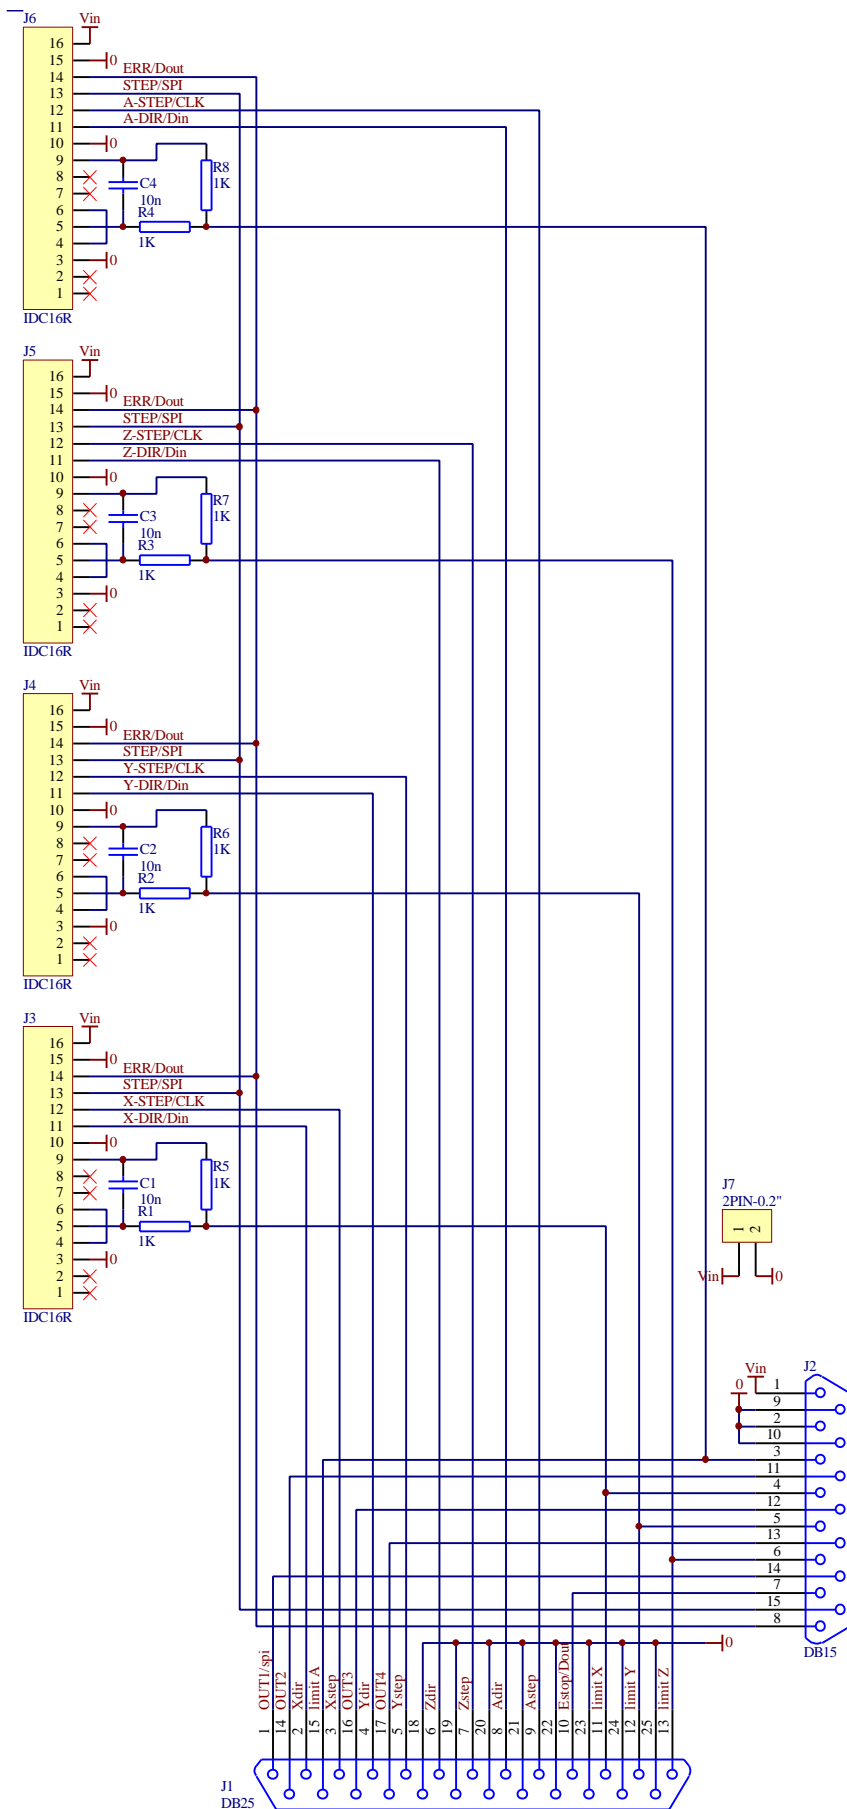 J6 Vin
16
15 0
14 ERR/Dout
13 STEP/SPI
12 A-STEP/CLK
11 A-DIR/Din
10 0
9
8 C4 R8
7 10n 1K
6 R4
5
4 1K
3 0
2
1
IDC16R
J5 Vin
16
15 0
14 ERR/Dout
13 STEP/SPI
12 Z-STEP/CLK
11 Z-DIR/Din
10 0
9
8 C3 R7
7 10n 1K
6 R3
5
4 1K
3 0
2
1
IDC16R
J4 Vin
16
15 0
14 ERR/Dout
13 STEP/SPI
12 Y-STEP/CLK
11 Y-DIR/Din
10 0
9
8 C2 R6
7 10n 1K
6 R2
5
4 1K
3 0
2
1
IDC16R
J3 Vin
16
15 0
14 ERR/Dout
13 STEP/SPI
12 X-STEP/CLK
11 X-DIR/Din
10 0
9
8 C1 R5
7 10n 1K
6 R1
5
4 1K
3 0
2
1
IDC16R
J7
2PIN-0.2"
1 2
Vin 0
J2
Vin 1
0 9
2
10
3
11
4
12
5
13
6
14
7
15
8
DB15
0
1 OUT1/spi
14 OUT2
2 Xdir
15 limit A
3 Xstep
16 OUT3
4 Ydir
17 OUT4
5 Ystep
18
6 Zdir
19
7 Zstep
20
8 Adir
21
9 Astep
22
10 Estop/Dout
23
11 limit X
24
12 limit Y
25
13 limit Z
J1
DB25